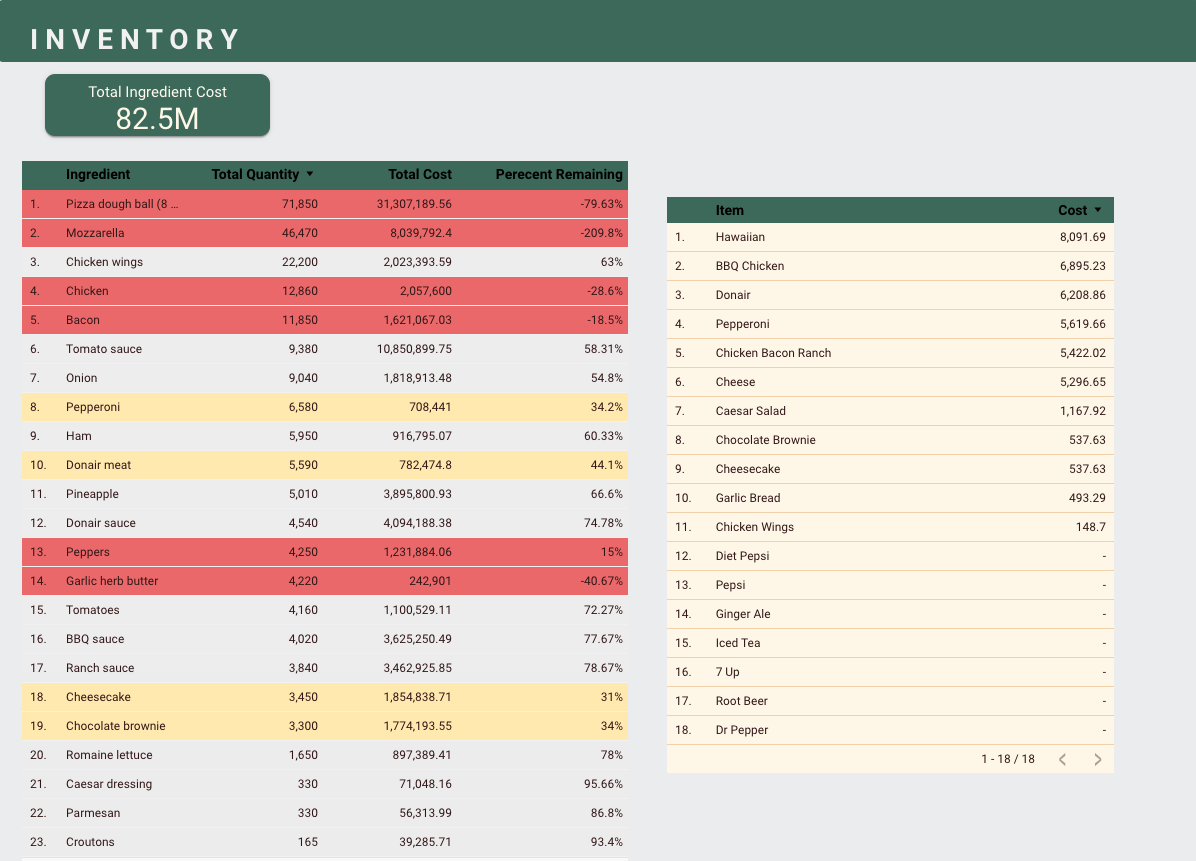 INVENTORY
Total Ingredient Cost
82.5M
Ingredient Total Quantity Total Cost Perecent Remaining
1. Pizza dough ball (8 ... 71,850 31,307,189.56 -79.63%
2. Mozzarella 46,470 8,039,792.4 -209.8%
3. Chicken wings 22,200 2,023,393.59 63%
4. Chicken 12,860 2,057,600 -28.6%
5. Bacon 11,850 1,621,067.03 -18.5%
6. Tomato sauce 9,380 10,850,899.75 58.31%
7. Onion 9,040 1,818,913.48 54.8%
8. Pepperoni 6,580 708,441 34.2%
9. Ham 5,950 916,795.07 60.33%
10. Donair meat 5,590 782,474.8 44.1%
11. Pineapple 5,010 3,895,800.93 66.6%
12. Donair sauce 4,540 4,094,188.38 74.78%
13. Peppers 4,250 1,231,884.06 15%
14. Garlic herb butter 4,220 242,901 -40.67%
15. Tomatoes 4,160 1,100,529.11 72.27%
16. BBQ sauce 4,020 3,625,250.49 77.67%
17. Ranch sauce 3,840 3,462,925.85 78.67%
18. Cheesecake 3,450 1,854,838.71 31%
19. Chocolate brownie 3,300 1,774,193.55 34%
20. Romaine lettuce 1,650 897,389.41 78%
21. Caesar dressing 330 71,048.16 95.66%
22. Parmesan 330 56,313.99 86.8%
23. Croutons 165 39,285.71 93.4%
Item Cost
1. Hawaiian 8,091.69
2. BBQ Chicken 6,895.23
3. Donair 6,208.86
4. Pepperoni 5,619.66
5. Chicken Bacon Ranch 5,422.02
6. Cheese 5,296.65
7. Caesar Salad 1,167.92
8. Chocolate Brownie 537.63
9. Cheesecake 537.63
10. Garlic Bread 493.29
11. Chicken Wings 148.7
12. Diet Pepsi -
13. Pepsi -
14. Ginger Ale -
15. Iced Tea -
16. 7 Up -
17. Root Beer -
18. Dr Pepper -
1 - 18 / 18